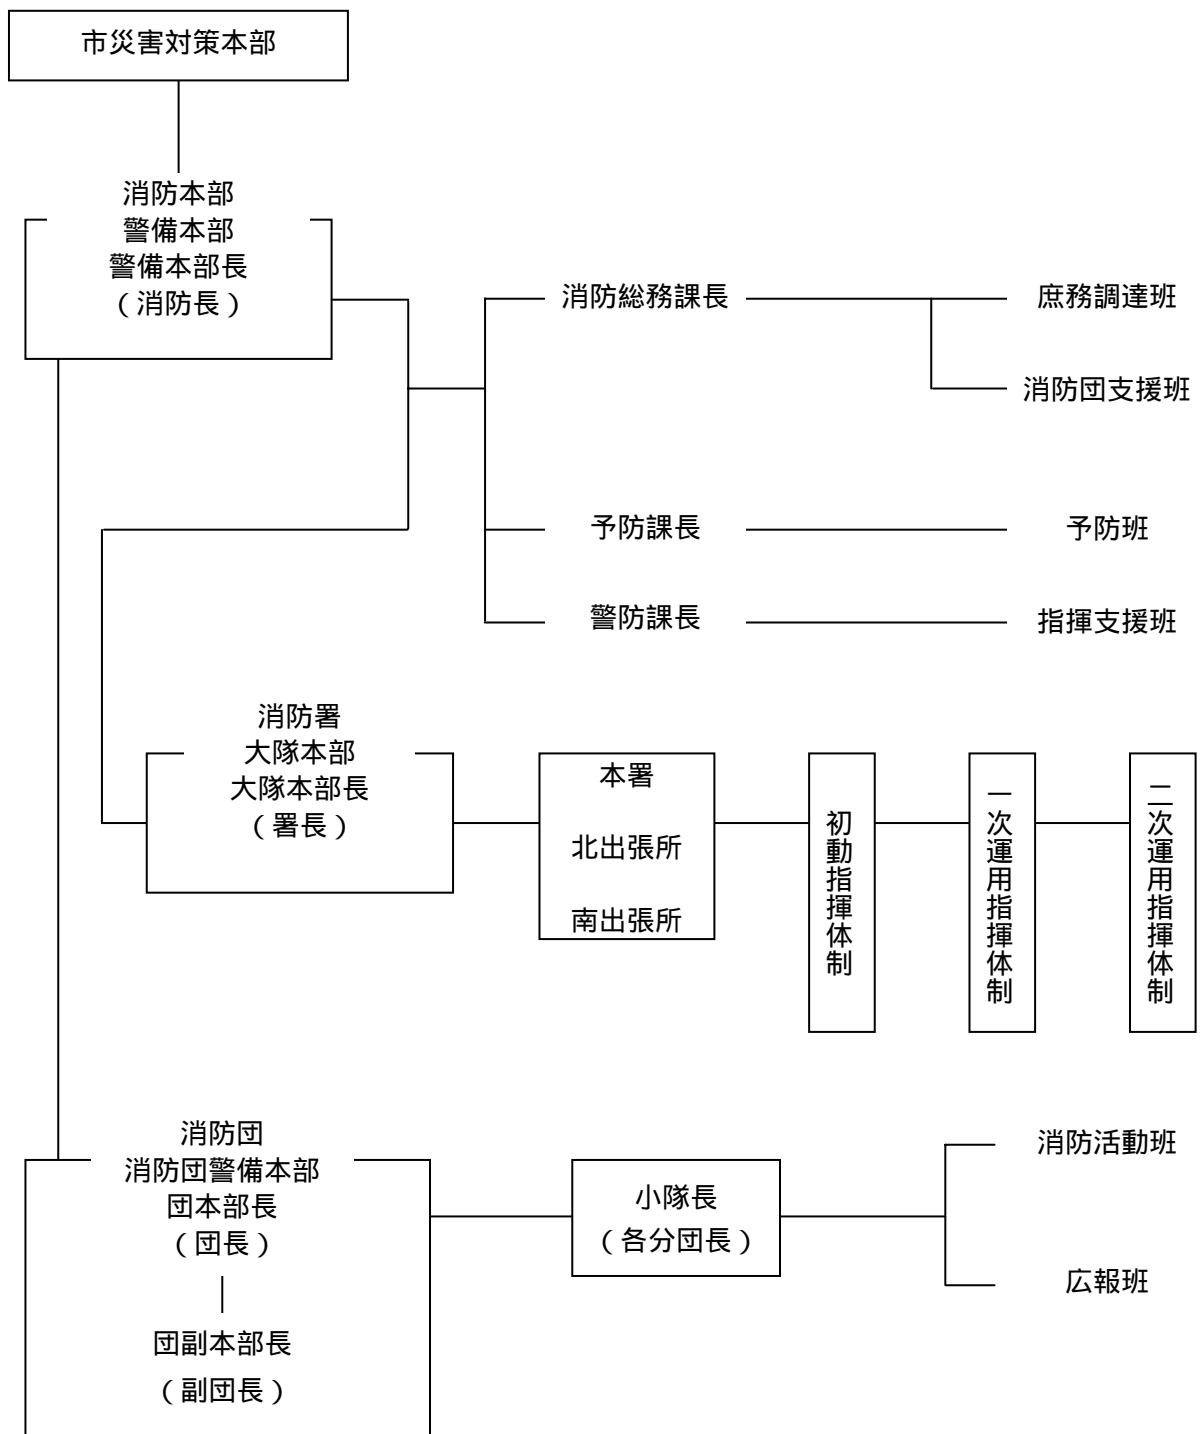 市災害対策本部
消防本部
警備本部
警備本部長
（消防長）
消防総務課長
庶務調達班
消防団支援班
予防課長
予防班
警防課長
指揮支援班
消防署
大隊本部
大隊本部長
（署長）
本署
北出張所
南出張所
初動指揮体制
一次運用指揮体制
二次運用指揮体制
消防団
消防団警備本部
団本部長
（団長）
団副本部長
（副団長）
小隊長
（各分団長）
消防活動班
広報班